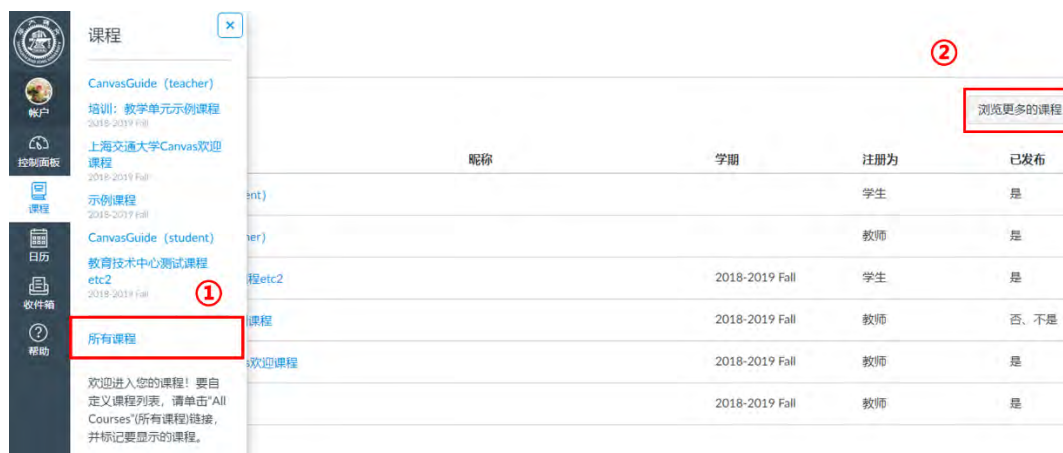 课程
×
帐户
控制面板
课程
日历
收件箱
帮助
CanvasGuide (teacher)
培训：教学单元示例课程
2018-2019 Fall
上海交通大学Canvas欢迎
课程
2018-2019 Fall
示例课程
2018-2019 Fall
CanvasGuide (student)
教育技术中心测试课程
etc2
2018-2019 Fall
①
所有课程
欢迎进入您的课程！要自
定义课程列表，请单击“All
Courses”(所有课程)链接，
并标记要显示的课程。
②
浏览更多的课程
昵称 学期 注册为 已发布
ent) 学生 是
her) 教师 是
程etc2 2018-2019 Fall 学生 是
课程 2018-2019 Fall 教师 否、不是
欢迎课程 2018-2019 Fall 教师 是
2018-2019 Fall 教师 是